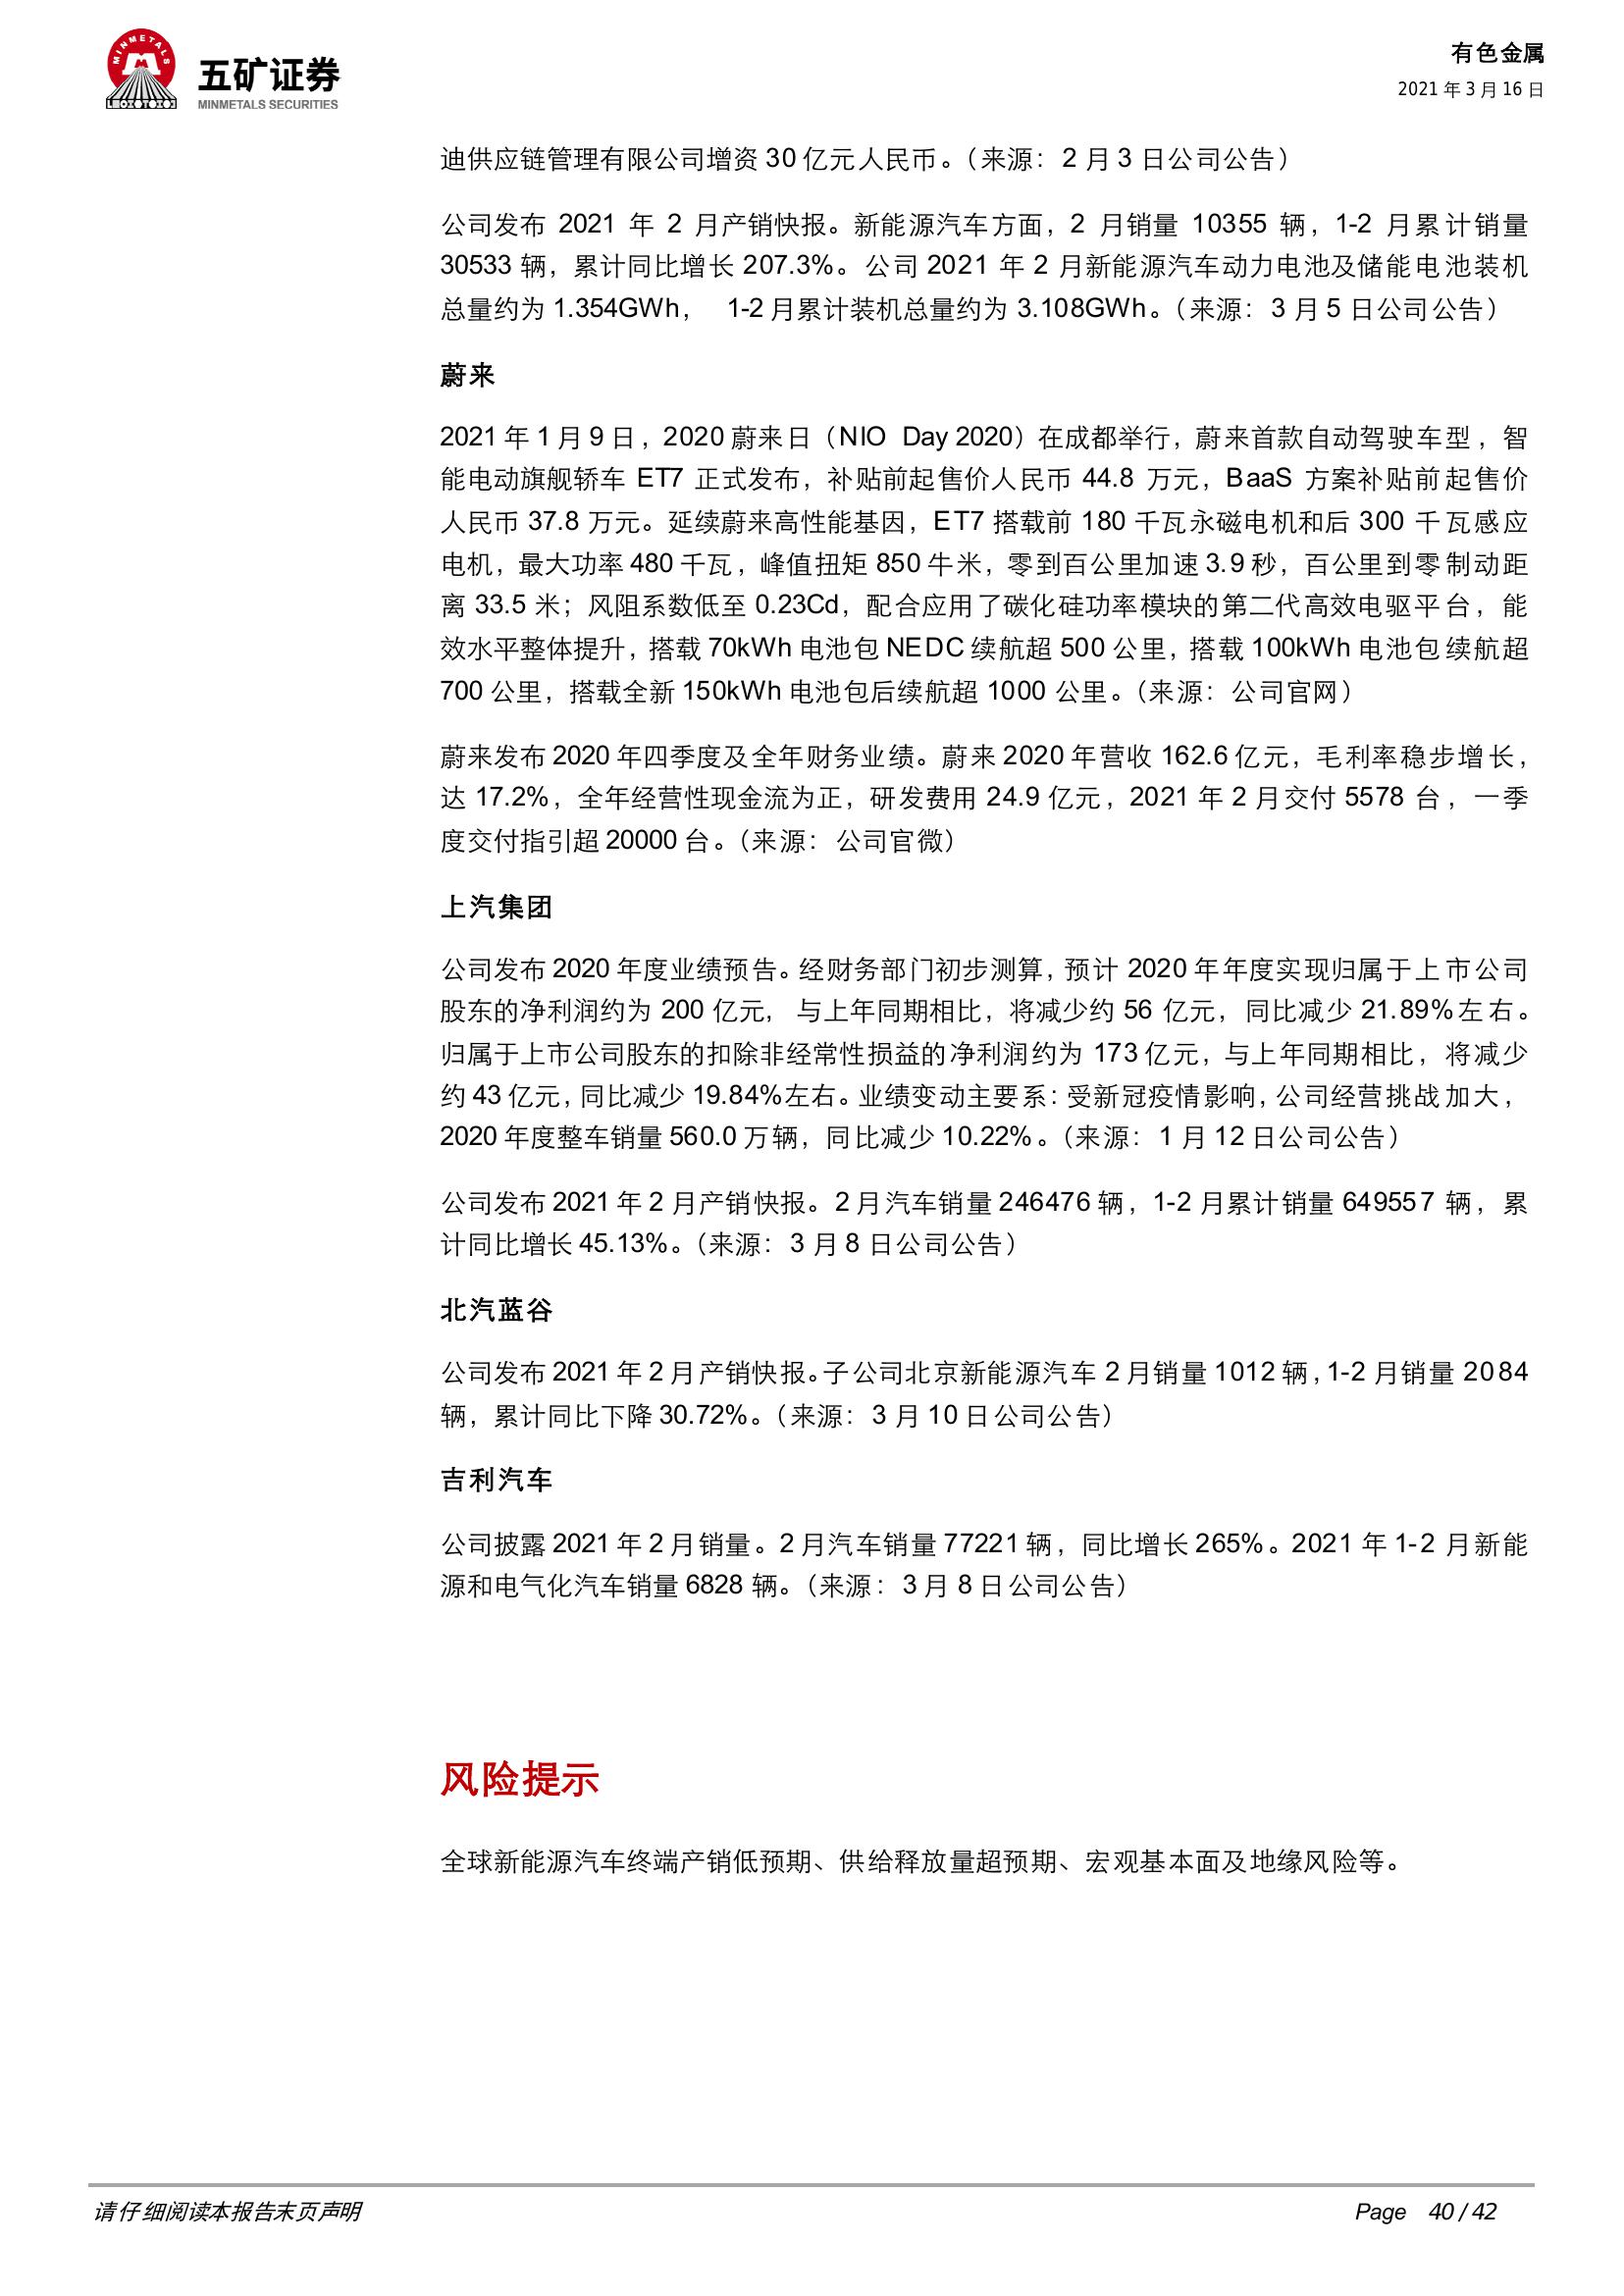 MINMETALS
五矿证券
MINMETALS SECURITIES
有色金属
2021 年 3 月 16 日
迪供应链管理有限公司增资 30 亿元人民币。（来源：2 月 3 日公司公告）
公司发布 2021 年 2 月产销快报。新能源汽车方面，2 月销量 10355 辆，1-2 月累计销量
30533 辆，累计同比增长 207.3%。公司 2021 年 2 月新能源汽车动力电池及储能电池装机
总量约为 1.354GWh， 1-2 月累计装机总量约为 3.108GWh。（来源：3 月 5 日公司公告）
蔚来
2021 年 1 月 9 日，2020 蔚来日（NIO Day 2020）在成都举行，蔚来首款自动驾驶车型，智
能电动旗舰轿车 ET7 正式发布，补贴前起售价人民币 44.8 万元，BaaS 方案补贴前起售价
人民币 37.8 万元。延续蔚来高性能基因，ET7 搭载前 180 千瓦永磁电机和后 300 千瓦感应
电机，最大功率 480 千瓦，峰值扭矩 850 牛米，零到百公里加速 3.9 秒，百公里到零制动距
离 33.5 米；风阻系数低至 0.23Cd，配合应用了碳化硅功率模块的第二代高效电驱平台，能
效水平整体提升，搭载 70kWh 电池包 NEDC 续航超 500 公里，搭载 100kWh 电池包续航超
700 公里，搭载全新 150kWh 电池包后续航超 1000 公里。（来源：公司官网）
蔚来发布 2020 年四季度及全年财务业绩。蔚来 2020 年营收 162.6 亿元，毛利率稳步增长，
达 17.2%，全年经营性现金流为正，研发费用 24.9 亿元，2021 年 2 月交付 5578 台，一季
度交付指引超 20000 台。（来源：公司官微）
上汽集团
公司发布 2020 年度业绩预告。经财务部门初步测算，预计 2020 年年度实现归属于上市公司
股东的净利润约为 200 亿元，与上年同期相比，将减少约 56 亿元，同比减少 21.89%左右。
归属于上市公司股东的扣除非经常性损益的净利润约为 173 亿元，与上年同期相比，将减少
约 43 亿元，同比减少 19.84%左右。业绩变动主要系：受新冠疫情影响，公司经营挑战加大，
2020 年度整车销量 560.0 万辆，同比减少 10.22%。（来源：1 月 12 日公司公告）
公司发布 2021 年 2 月产销快报。2 月汽车销量 246476 辆，1-2 月累计销量 649557 辆，累
计同比增长 45.13%。（来源：3 月 8 日公司公告）
北汽蓝谷
公司发布 2021 年 2 月产销快报。子公司北京新能源汽车 2 月销量 1012 辆，1-2 月销量 2084
辆，累计同比下降 30.72%。（来源：3 月 10 日公司公告）
吉利汽车
公司披露 2021 年 2 月销量。2 月汽车销量 77221 辆，同比增长 265%。2021 年 1-2 月新能
源和电气化汽车销量 6828 辆。（来源：3 月 8 日公司公告）
风险提示
全球新能源汽车终端产销低预期、供给释放量超预期、宏观基本面及地缘风险等。
请仔细阅读本报告末页声明
Page 40 / 42